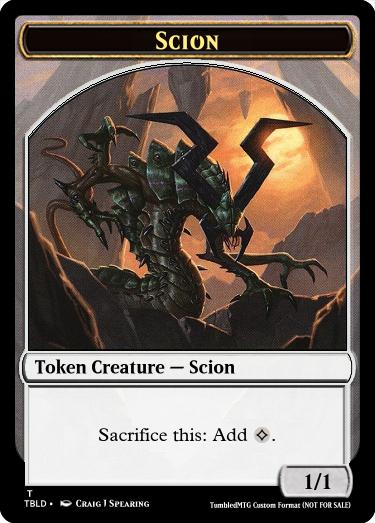 Scion
Token Creature — Scion
Sacrifice this: Add ◇.
1/1
T
TBLD • Craig J Spearing
TumbledMTG Custom Format (NOT FOR SALE)